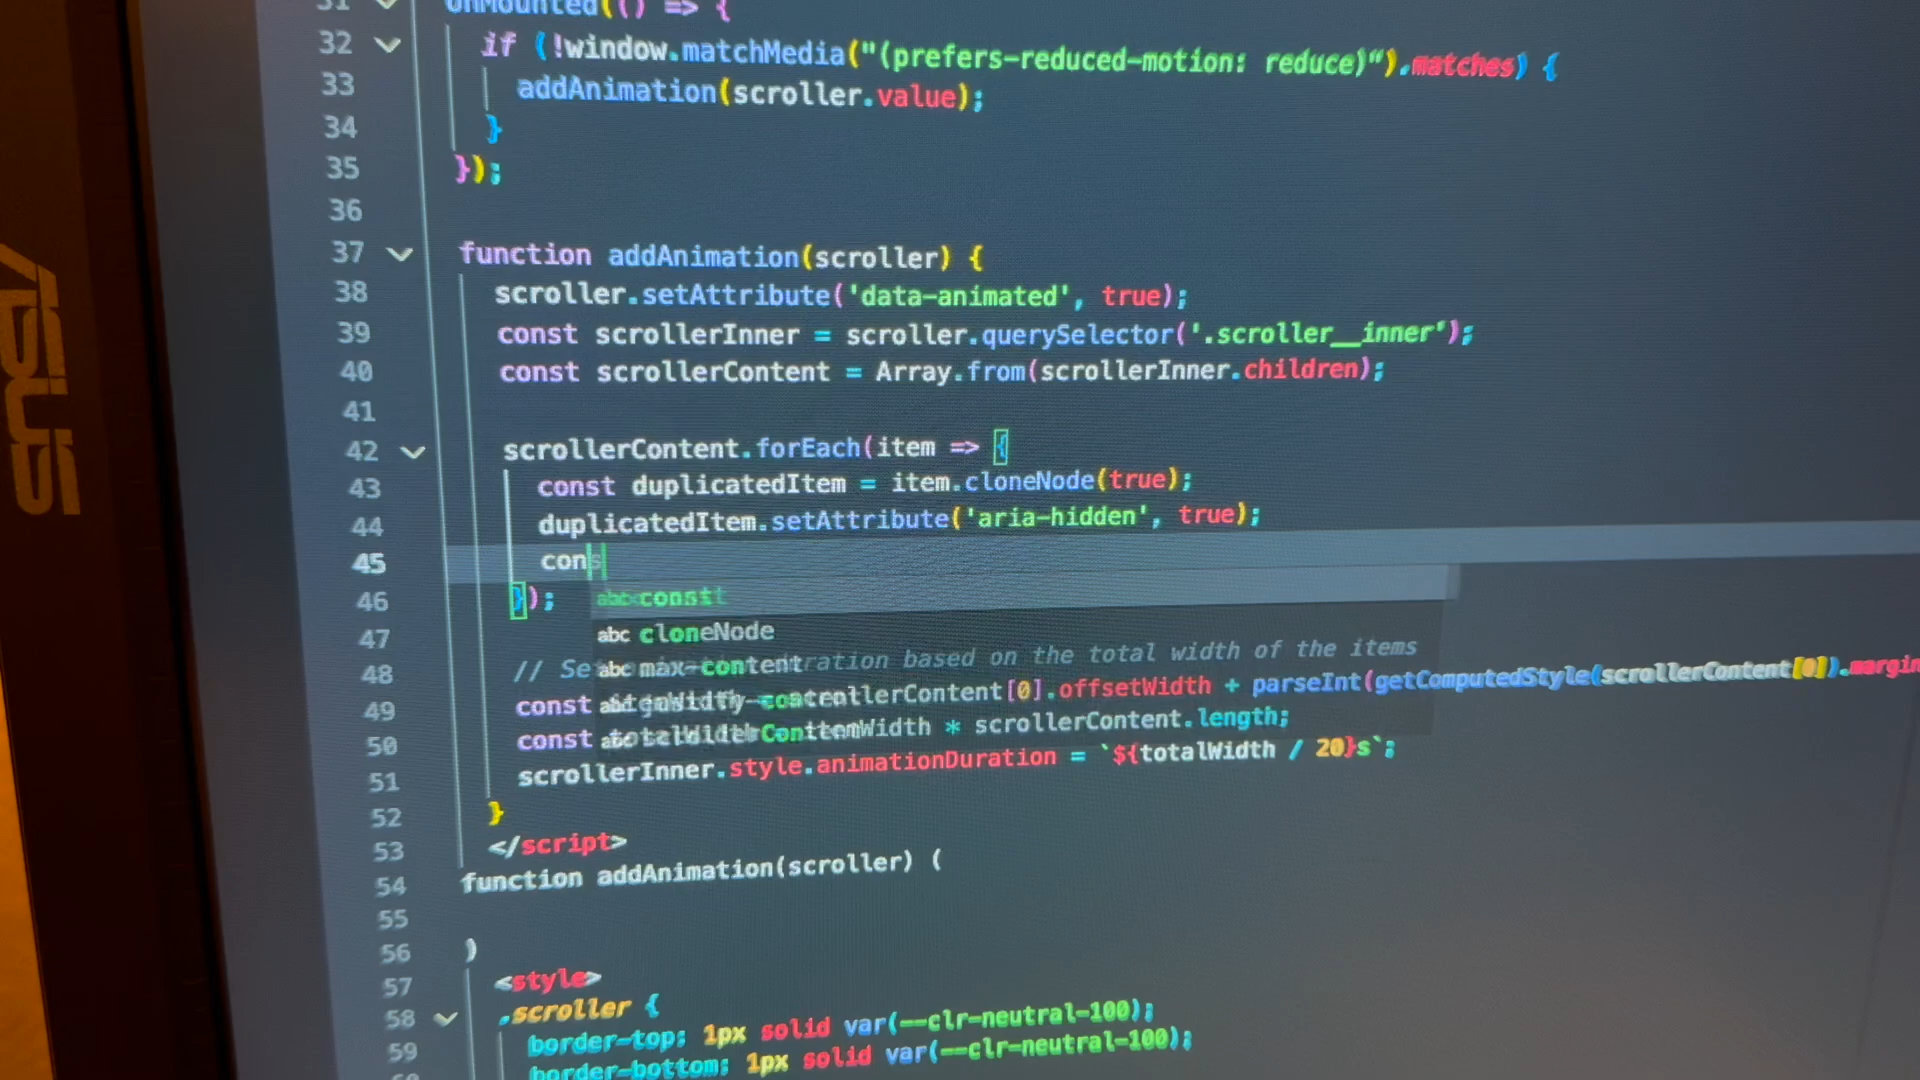 31 onMounted(() => {
32 if (!window.matchMedia("(prefers-reduced-motion: reduce)").matches) {
33 addAnimation(scroller.value);
34 }
35 });
36
37 function addAnimation(scroller) {
38 scroller.setAttribute('data-animated', true);
39 const scrollerInner = scroller.querySelector('.scroller__inner');
40 const scrollerContent = Array.from(scrollerInner.children);
41
42 scrollerContent.forEach(item => {
43 const duplicatedItem = item.cloneNode(true);
44 duplicatedItem.setAttribute('aria-hidden', true);
45 cons
46 });
abc const
47
abc cloneNode
48 // Se ration based on the total width of the items
abc max-content
49 const scrollerContent[0].offsetWidth + parseInt(getComputedStyle(scrollerContent[0]).margin
50 const itemWidth * scrollerContent.length;
51 scrollerInner.style.animationDuration = `${totalWidth / 20}s`;
52 }
53 </script>
54 function addAnimation(scroller) (
55
56 )
57 <style>
58 .scroller {
59 border-top: 1px solid var(--clr-neutral-100);
border-bottom: 1px solid var(--clr-neutral-100);
ASUS